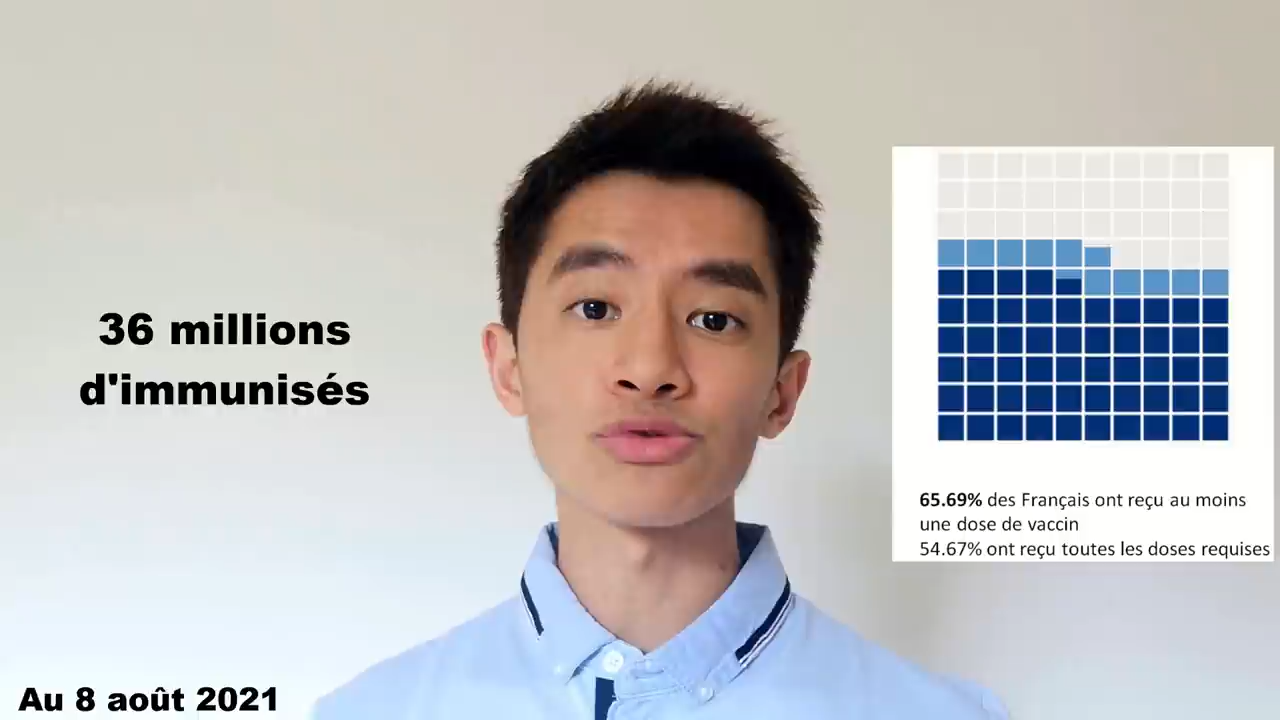 36 millions
d'immunisés
65.69% des Français ont reçu au moins
une dose de vaccin
54.67% ont reçu toutes les doses requises
Au 8 août 2021